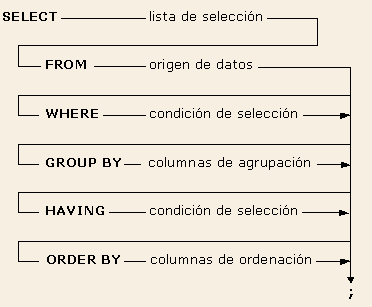 SELECT lista de selección
FROM origen de datos
WHERE condición de selección
GROUP BY columnas de agrupación
HAVING condición de selección
ORDER BY columnas de ordenación
;